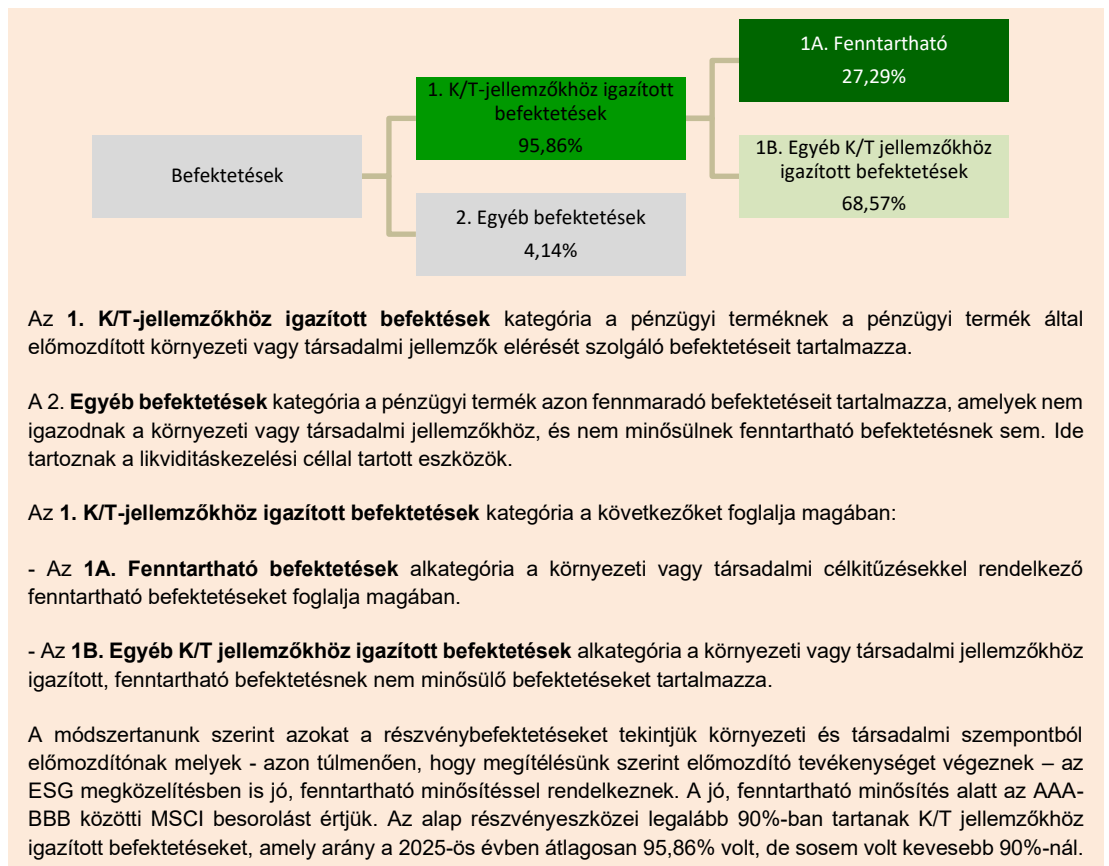 1A. Fenntartható
27,29%
1. K/T-jellemzőkhöz igazított
befektetések
95,86%
1B. Egyéb K/T jellemzőkhöz
igazított befektetések
68,57%
Befektetések
2. Egyéb befektetések
4,14%
Az 1. K/T-jellemzőkhöz igazított befektések kategória a pénzügyi terméknek a pénzügyi termék által
előmozdított környezeti vagy társadalmi jellemzők elérését szolgáló befektetéseit tartalmazza.
A 2. Egyéb befektetések kategória a pénzügyi termék azon fennmaradó befektetéseit tartalmazza, amelyek nem
igazodnak a környezeti vagy társadalmi jellemzőkhöz, és nem minősülnek fenntartható befektetésnek sem. Ide
tartoznak a likviditáskezelési céllal tartott eszközök.
Az 1. K/T-jellemzőkhöz igazított befektetések kategória a következőket foglalja magában:
- Az 1A. Fenntartható befektetések alkategória a környezeti vagy társadalmi célkitűzésekkel rendelkező
fenntartható befektetéseket foglalja magában.
- Az 1B. Egyéb K/T jellemzőkhöz igazított befektetések alkategória a környezeti vagy társadalmi jellemzőkhöz
igazított, fenntartható befektetésnek nem minősülő befektetéseket tartalmazza.
A módszertanunk szerint azokat a részvénybefektetéseket tekintjük környezeti és társadalmi szempontból
előmozdítónak melyek - azon túlmenően, hogy megítélésünk szerint előmozdító tevékenységet végeznek – az
ESG megközelítésben is jó, fenntartható minősítéssel rendelkeznek. A jó, fenntartható minősítés alatt az AAA-
BBB közötti MSCI besorolást értjük. Az alap részvényeszközei legalább 90%-ban tartanak K/T jellemzőkhöz
igazított befektetéseket, amely arány a 2025-ös évben átlagosan 95,86% volt, de sosem volt kevesebb 90%-nál.